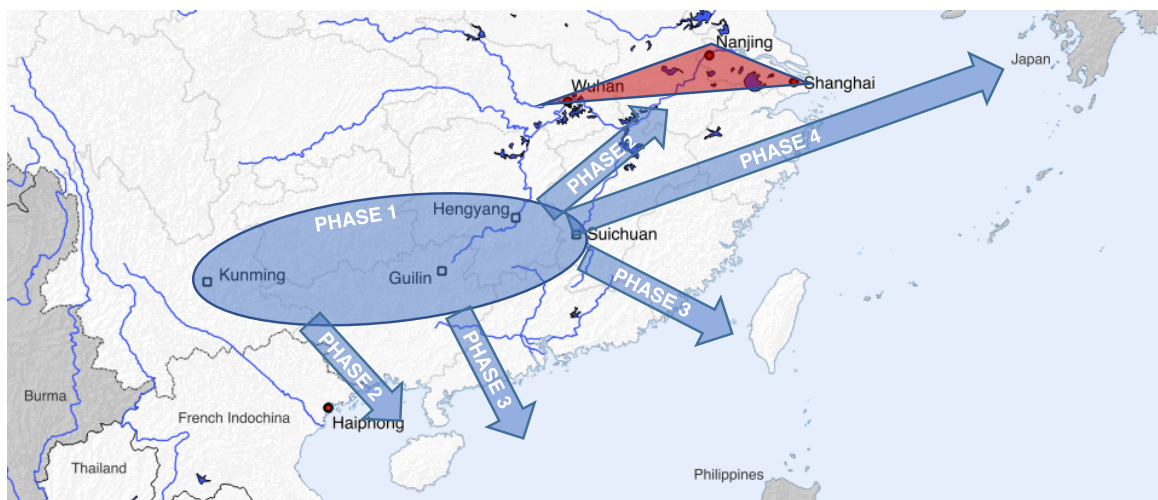 Nanjing
Japan
Wuhan
Shanghai
PHASE 2
PHASE 4
PHASE 1
Hengyang
Suichuan
Kunming
Guilin
PHASE 3
PHASE 2
PHASE 3
Burma
French Indochina
Haiphong
Thailand
Philippines